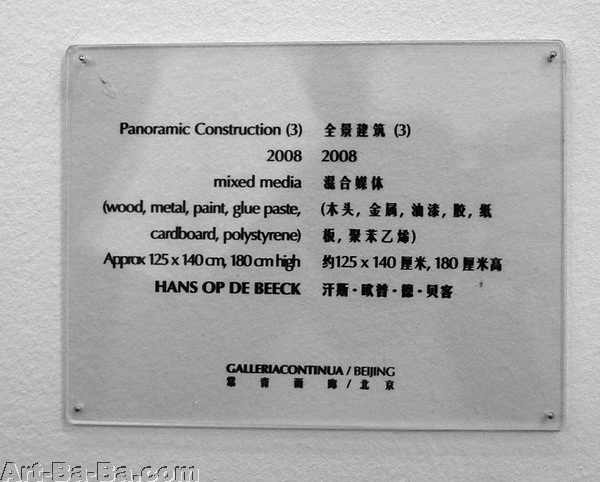 Panoramic Construction (3) 全景建筑 (3)
2008 2008
mixed media 混合媒体
(wood, metal, paint, glue paste, (木头, 金属, 油漆, 胶, 纸
cardboard, polystyrene) 板, 聚苯乙烯)
Approx 125 x 140 cm, 180 cm high 约125 x 140 厘米, 180 厘米高
HANS OP DE BEECK 汗斯·欧普·德·贝客
GALLERIACONTINUA / BEIJING
常青画廊/北京
Art-Ba-Ba.com